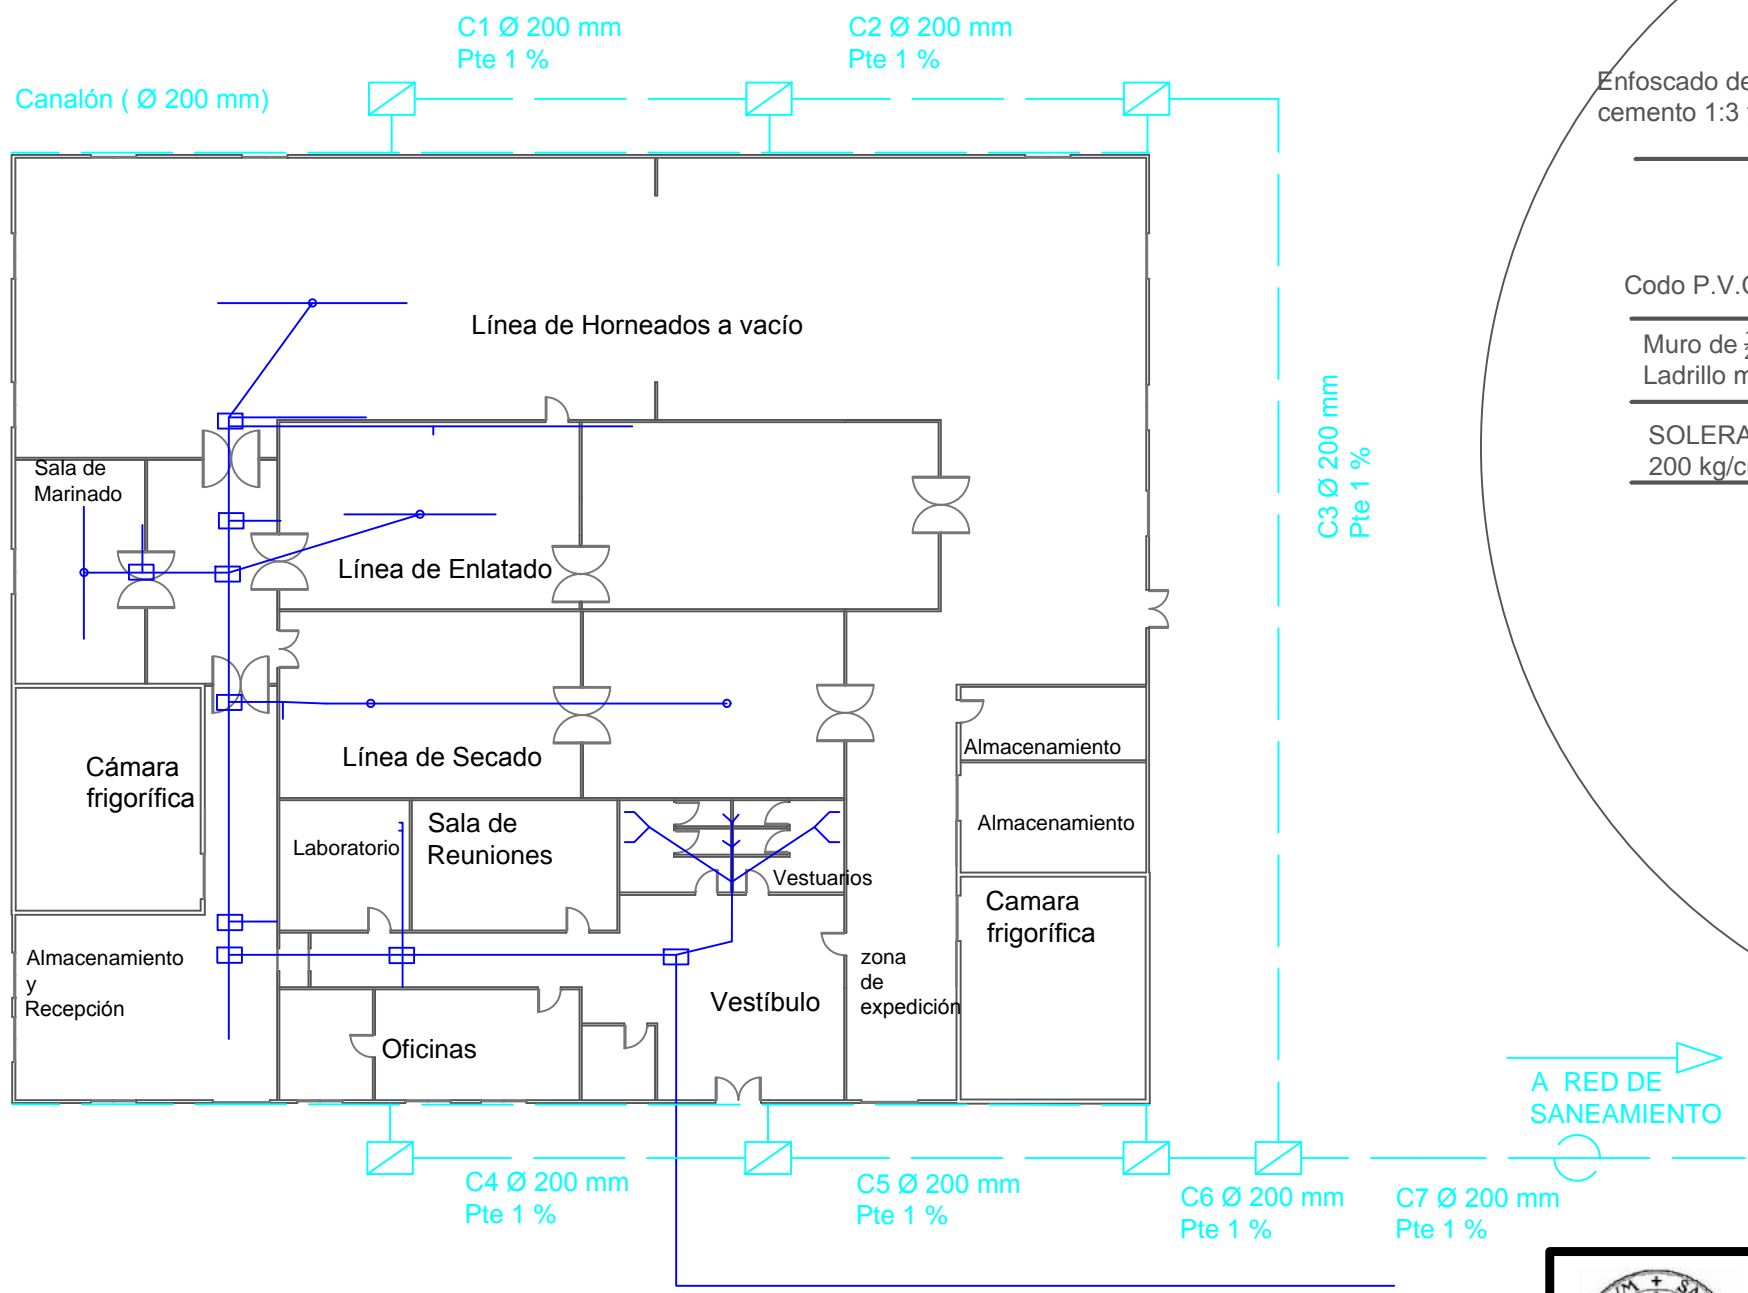 C1 Ø 200 mm
Pte 1 %
C2 Ø 200 mm
Pte 1 %
Canalón ( Ø 200 mm)
Enfoscado de
cemento 1:3
Codo P.V.
Muro de
Ladrillo
SOLERA
200
Línea de Horneados a vacío
C3 Ø 200 mm
Pte 1 %
Sala de
Marinado
Línea de Enlatado
Línea de Secado
Cámara
frigorífica
Almacenamiento
Almacenamiento
Laboratorio
Sala de
Reuniones
Vestuarios
Camara
frigorífica
Almacenamiento
y
Recepción
zona
de
expedición
Vestíbulo
Oficinas
A RED DE
SANEAMIENTO
C4 Ø 200 mm
Pte 1 %
C5 Ø 200 mm
Pte 1 %
C6 Ø 200 mm
Pte 1 %
C7 Ø 200 mm
Pte 1 %